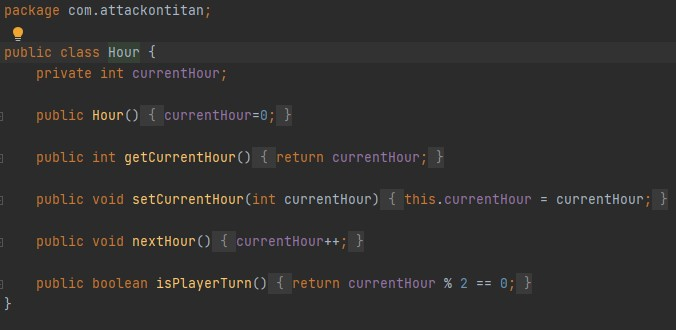 package com.attackontitan;
public class Hour {
private int currentHour;
public Hour() { currentHour=0; }
public int getCurrentHour() { return currentHour; }
public void setCurrentHour(int currentHour) { this.currentHour = currentHour; }
public void nextHour() { currentHour++; }
public boolean isPlayerTurn() { return currentHour % 2 == 0; }
}